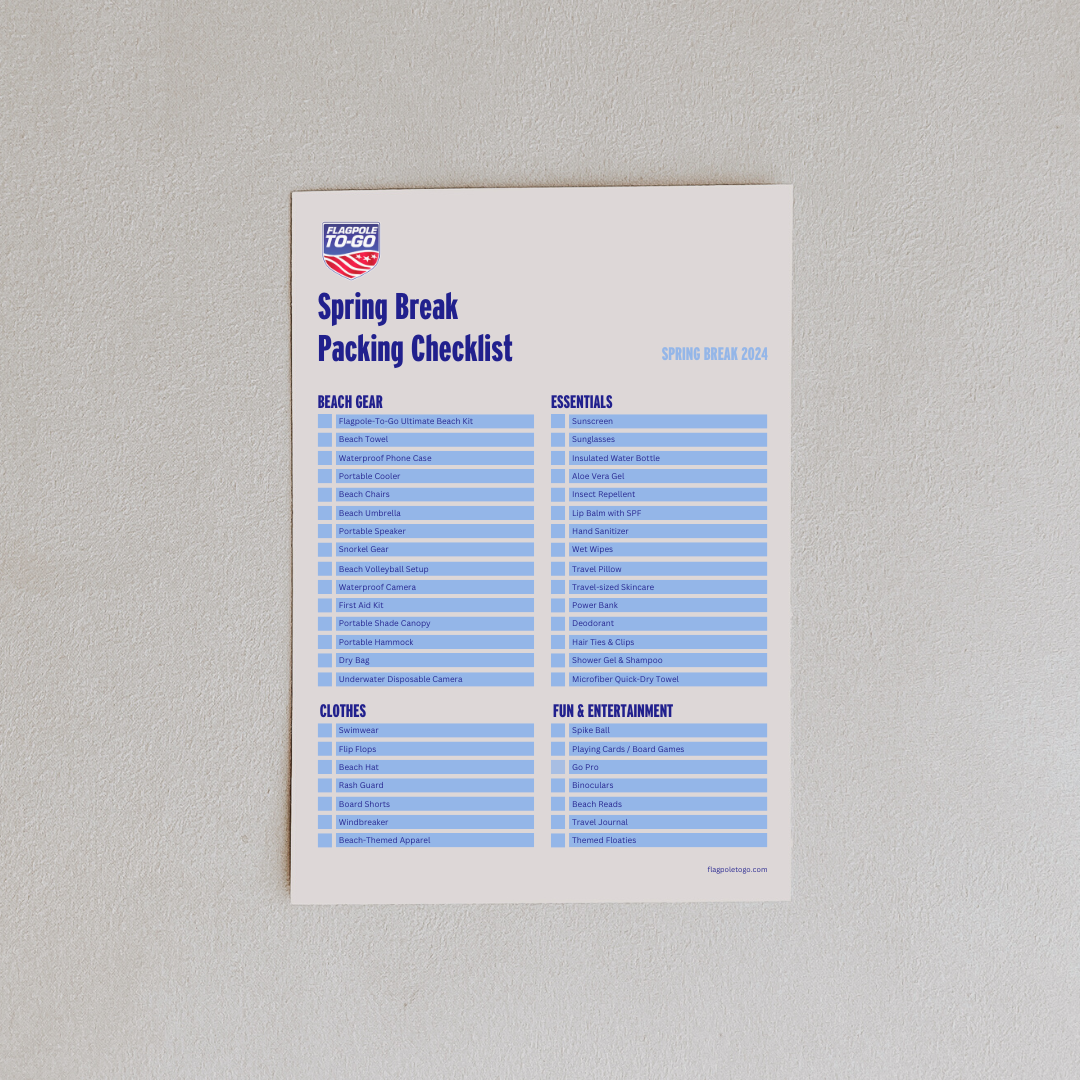 FLAGPOLE
TO-GO
Spring Break
Packing Checklist
SPRING BREAK 2024
BEACH GEAR
Flagpole-To-Go Ultimate Beach Kit
Beach Towel
Waterproof Phone Case
Portable Cooler
Beach Chairs
Beach Umbrella
Portable Speaker
Snorkel Gear
Beach Volleyball Setup
Waterproof Camera
First Aid Kit
Portable Shade Canopy
Portable Hammock
Dry Bag
Underwater Disposable Camera
ESSENTIALS
Sunscreen
Sunglasses
Insulated Water Bottle
Aloe Vera Gel
Insect Repellent
Lip Balm with SPF
Hand Sanitizer
Wet Wipes
Travel Pillow
Travel-sized Skincare
Power Bank
Deodorant
Hair Ties & Clips
Shower Gel & Shampoo
Microfiber Quick-Dry Towel
CLOTHES
Swimwear
Flip Flops
Beach Hat
Rash Guard
Board Shorts
Windbreaker
Beach-Themed Apparel
FUN & ENTERTAINMENT
Spike Ball
Playing Cards / Board Games
Go Pro
Binoculars
Beach Reads
Travel Journal
Themed Floaties
flagpoletogo.com